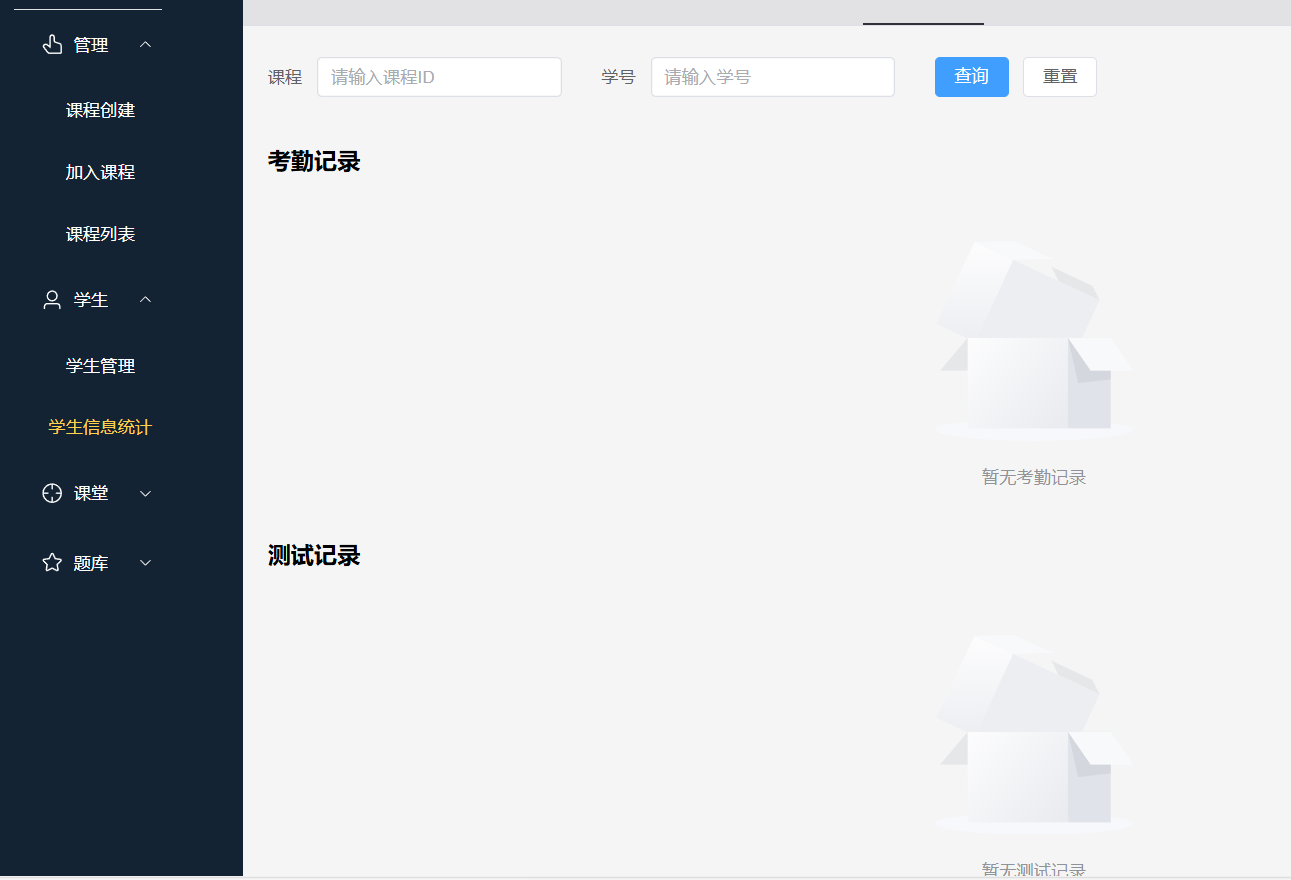 管理
课程创建
加入课程
课程列表
学生
学生管理
学生信息统计
课堂
题库
课程 请输入课程ID 学号 请输入学号 查询 重置
考勤记录
暂无考勤记录
测试记录
暂无测试记录